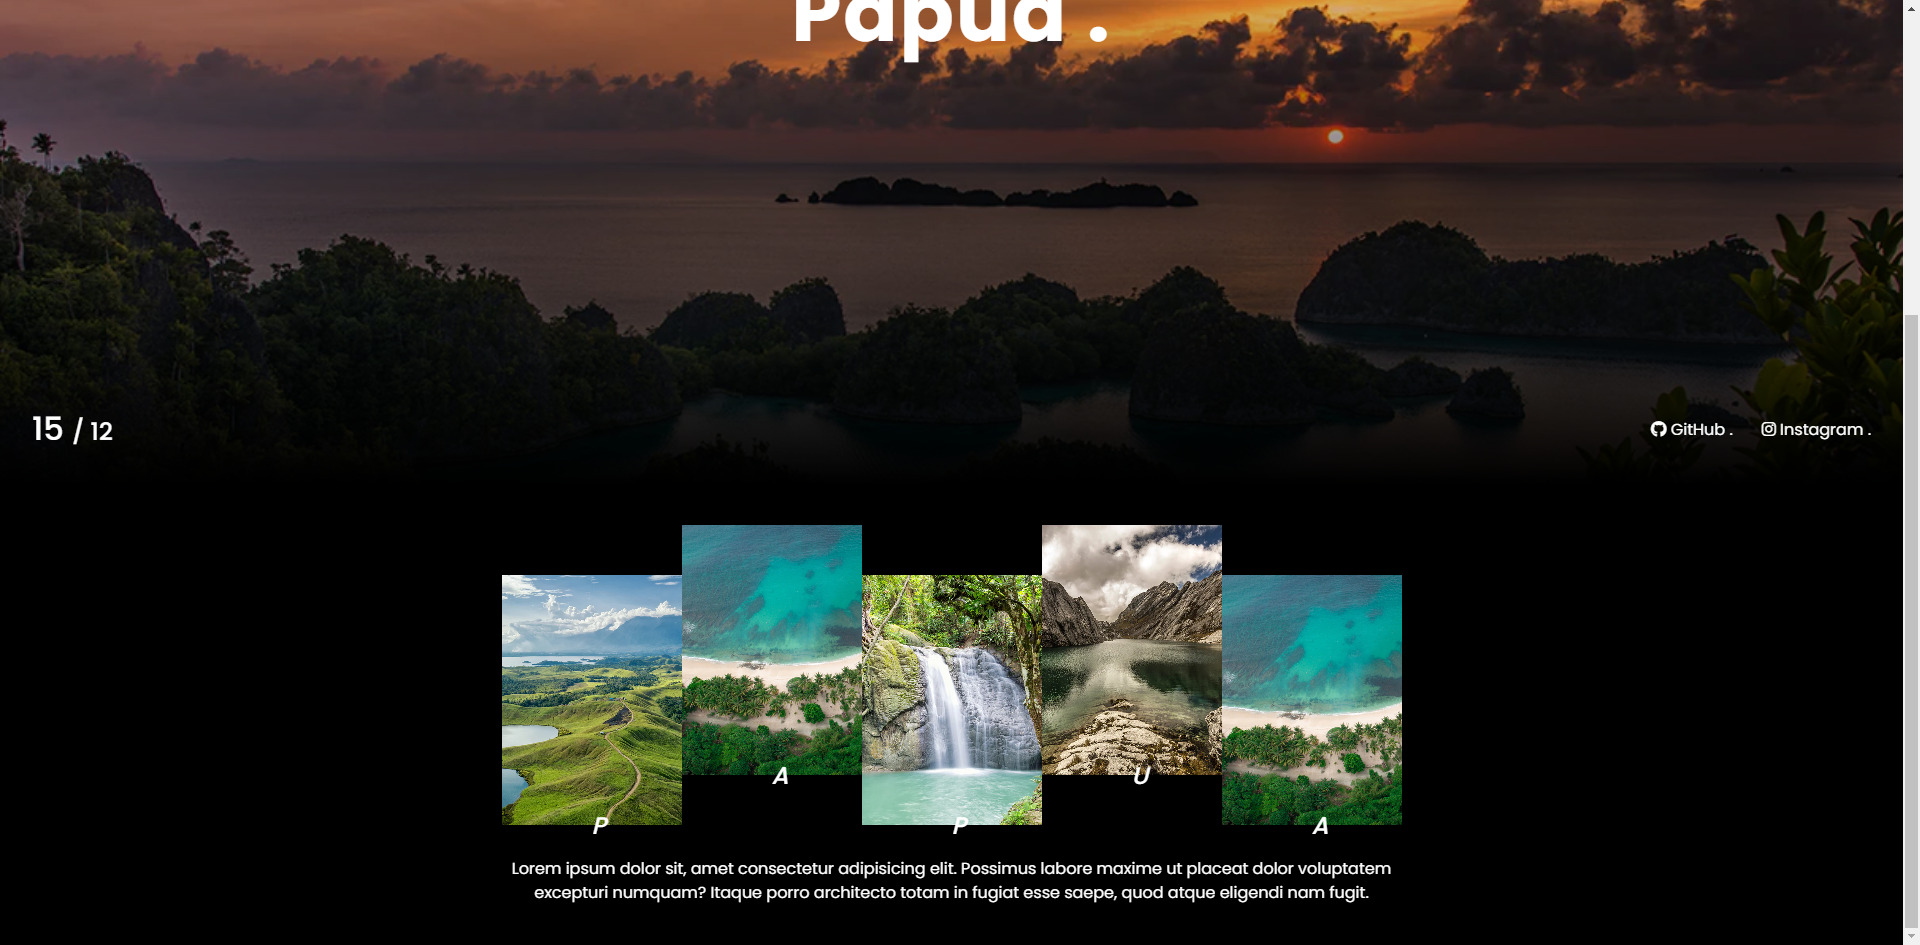 Papua .
15 / 12
GitHub .
Instagram .
A
U
P
P
A
Lorem ipsum dolor sit, amet consectetur adipisicing elit. Possimus labore maxime ut placeat dolor voluptatem
excepturi numquam? Itaque porro architecto totam in fugiat esse saepe, quod atque eligendi nam fugit.